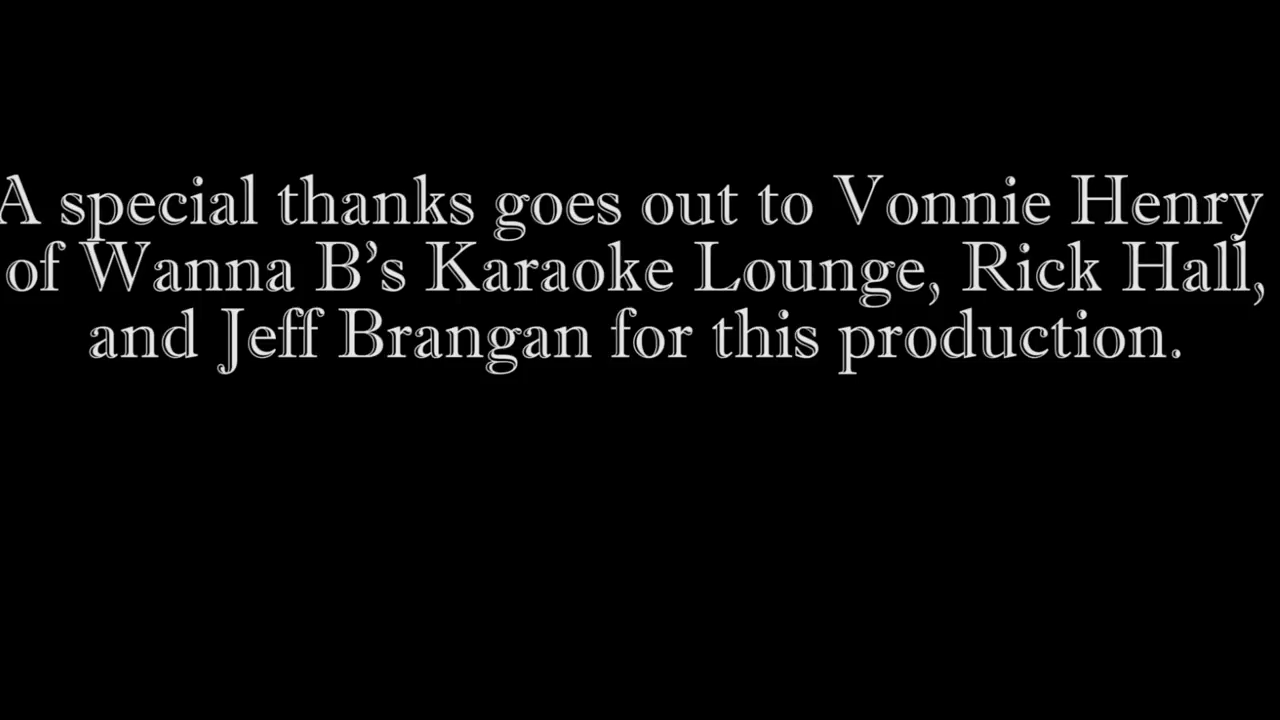 A special thanks goes out to Vonnie Henry
of Wanna B’s Karaoke Lounge, Rick Hall,
and Jeff Brangan for this production.